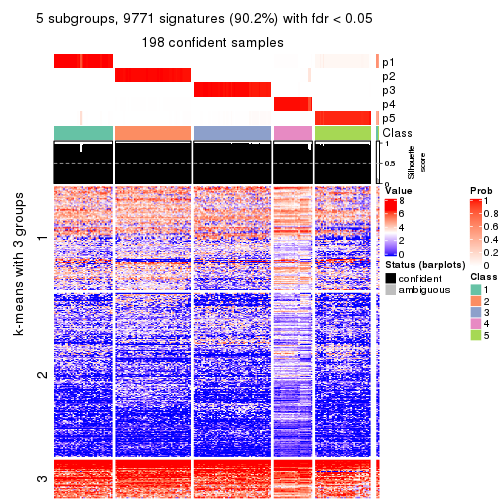 5 subgroups, 9771 signatures (90.2%) with fdr < 0.05
198 confident samples
p1
p2
p3
p4
p5
Class
1
0.5
0
Silhouette
score
k-means with 3 groups
1
2
3
Value
8
6
4
2
0
Status (barplots)
confident
ambiguous
Prob
1
0.8
0.6
0.4
0.2
0
Class
1
2
3
4
5